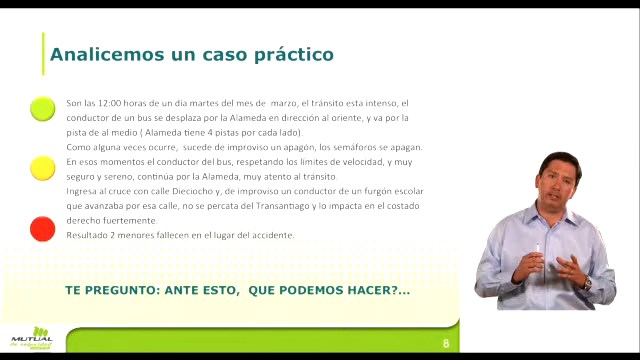 Analicemos un caso práctico
Son las 12:00 horas de un día martes del mes de marzo, el tránsito esta intenso, el
conductor de un bus se desplaza por la Alameda en dirección al oriente, y va por la
pista de al medio ( Alameda tiene 4 pistas por cada lado).
Como alguna veces ocurre, sucede de improviso un apagón, los semáforos se apagan.
En esos momentos el conductor del bus, respetando los límites de velocidad, y muy
seguro y sereno, continúa por la Alameda, muy atento al tránsito.
Ingresa al cruce con calle Dieciocho y, de improviso un conductor de un furgón escolar
que avanzaba por esa calle, no se percata del Transantiago y lo impacta en el costado
derecho fuertemente.
Resultado 2 menores fallecen en el lugar del accidente.
TE PREGUNTO: ANTE ESTO, QUE PODEMOS HACER?...
MUTUAL
de seguridad
8